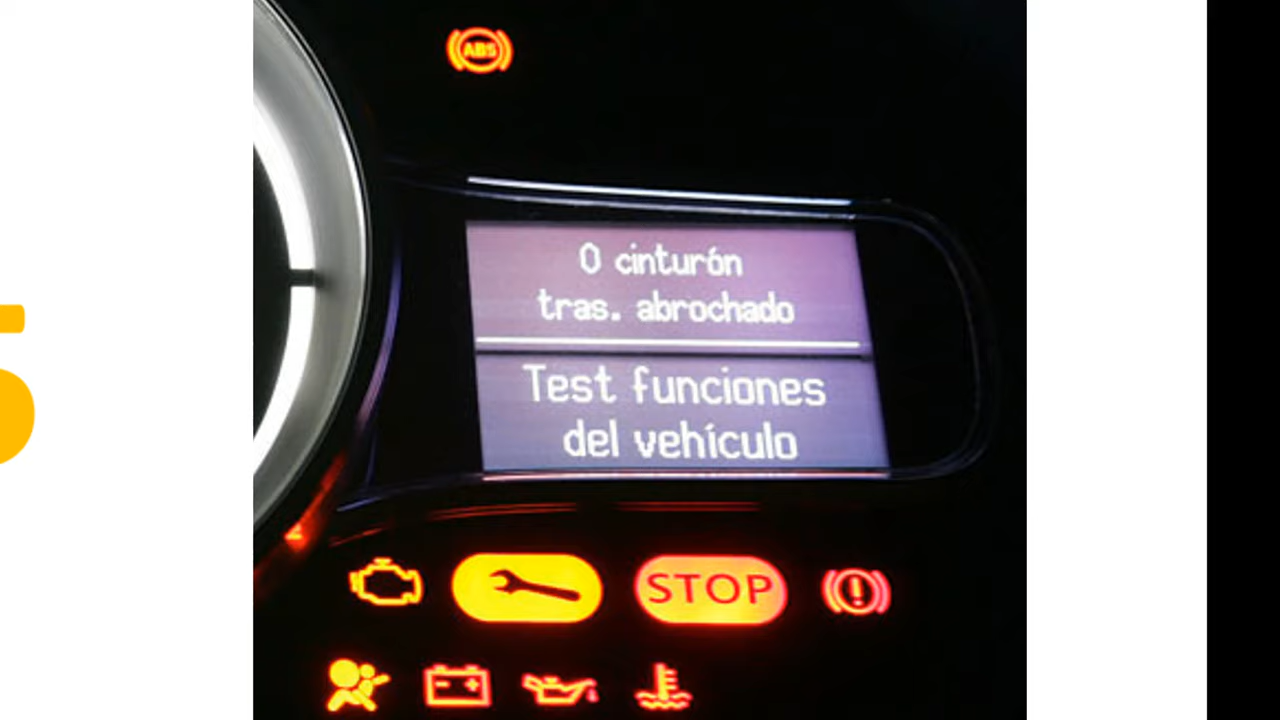 ABS
0 cinturón
tras. abrochado
Test funciones
del vehículo
STOP